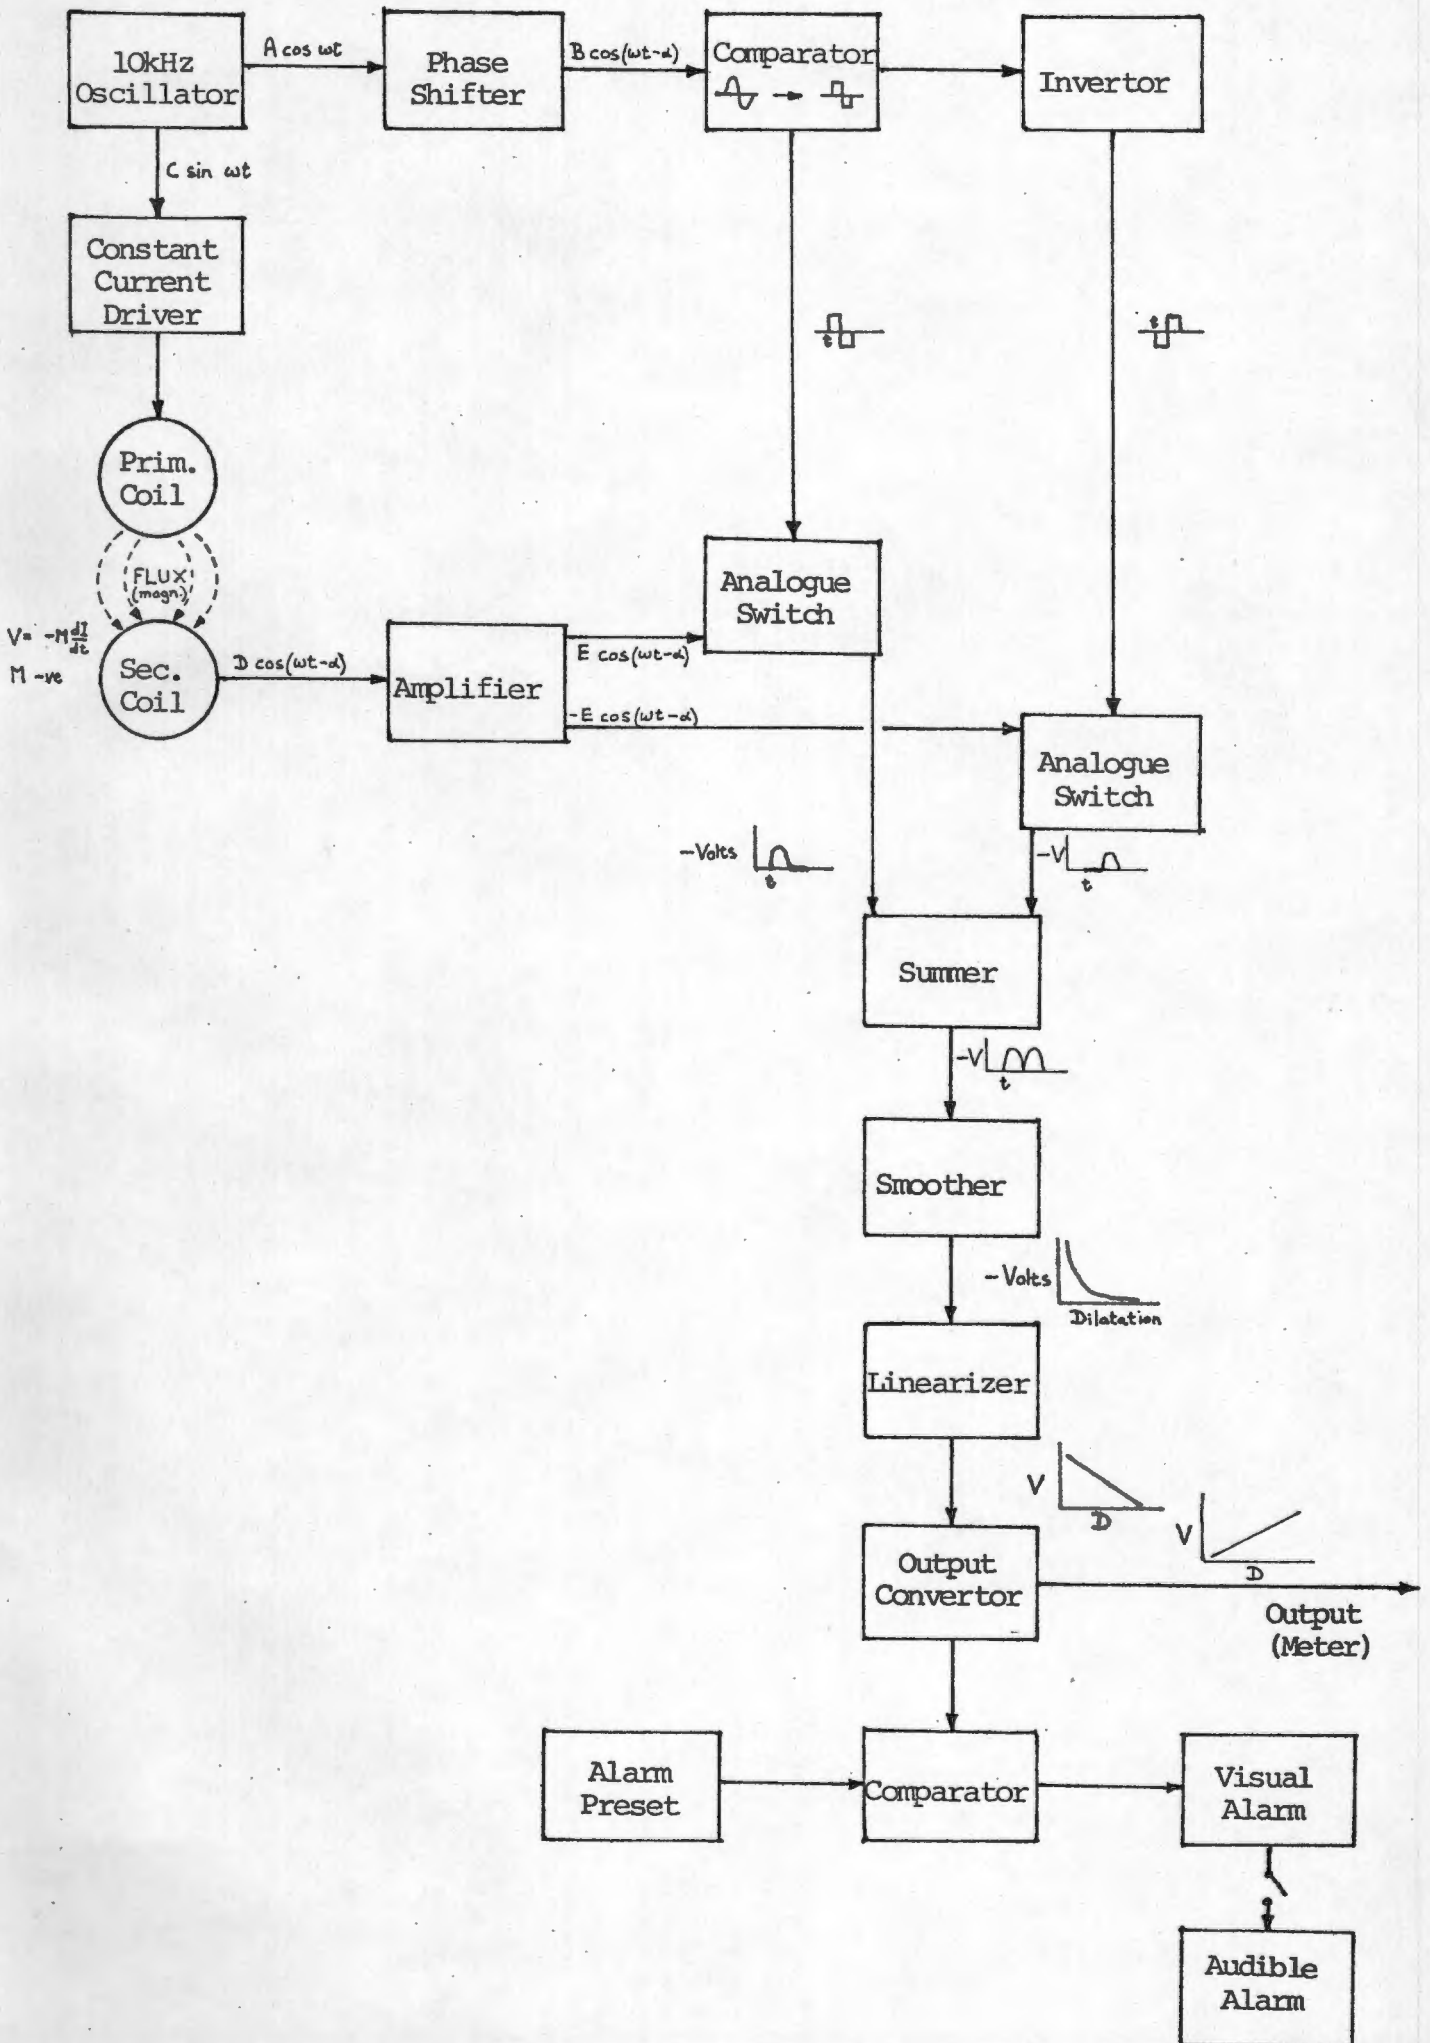 10kHz
Oscillator
A cos ωt
Phase
Shifter
B cos(ωt-α)
Comparator
Invertor
C sin ωt
Constant
Current
Driver
t
t
Prim.
Coil
FLUX
(magn.)
V= -M dI/dt
M -ve
Sec.
Coil
D cos(ωt-α)
Amplifier
E cos(ωt-α)
-E cos(ωt-α)
Analogue
Switch
Analogue
Switch
-Volts
t
-V
t
Summer
-V
t
Smoother
-Volts
Dilatation
Linearizer
V
D
V
D
Output
Convertor
Output
(Meter)
Alarm
Preset
Comparator
Visual
Alarm
Audible
Alarm